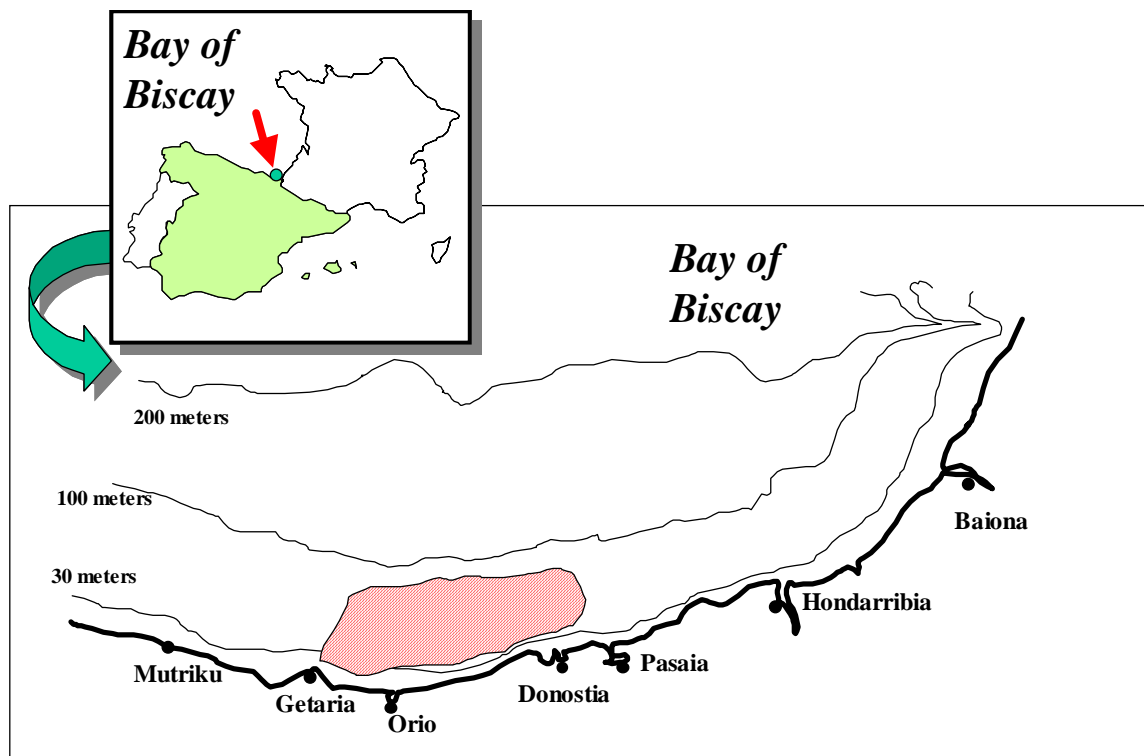 Bay of
Biscay
Bay of
Biscay
200 meters
100 meters
30 meters
Baiona
Hondarribia
Pasaia
Donostia
Mutriku
Getaria
Orio